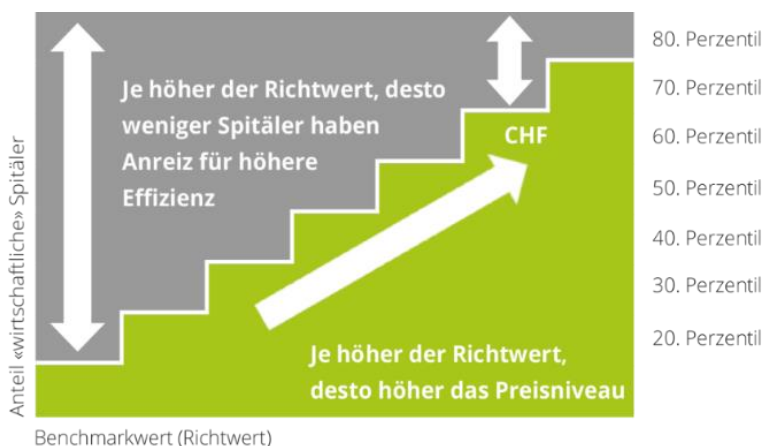 80. Perzentil
Je höher der Richtwert, desto
weniger Spitäler haben
Anreiz für höhere
Effizienz
70. Perzentil
CHF
60. Perzentil
50. Perzentil
40. Perzentil
30. Perzentil
20. Perzentil
Je höher der Richtwert,
desto höher das Preisniveau
Anteil «wirtschaftliche» Spitäler
Benchmarkwert (Richtwert)